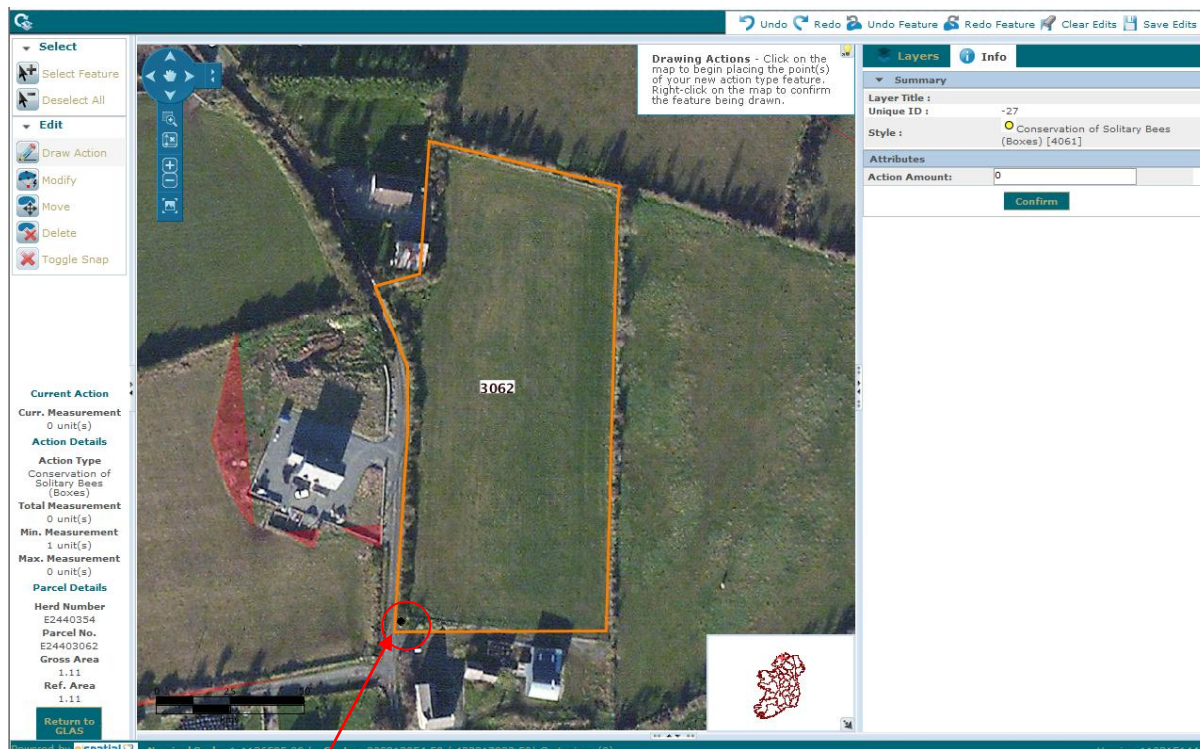 Undo Redo Undo Feature Redo Feature Clear Edits Save Edits
Select
Select Feature
Deselect All
Edit
Draw Action
Modify
Move
Delete
Toggle Snap
Current Action
Curr. Measurement
0 unit(s)
Action Details
Action Type
Conservation of
Solitary Bees
(Boxes)
Total Measurement
0 unit(s)
Min. Measurement
1 unit(s)
Max. Measurement
0 unit(s)
Parcel Details
Herd Number
E2440354
Parcel No.
E24403062
Gross Area
1.11
Ref. Area
1.11
Return to
GLAS
Drawing Actions - Click on the
map to begin placing the point(s)
of your new action type feature.
Right-click on the map to confirm
the feature being drawn.
3062
Layers Info
Summary
Layer Title :
Unique ID : -27
Style : Conservation of Solitary Bees
(Boxes) [4061]
Attributes
Action Amount: 0
Confirm